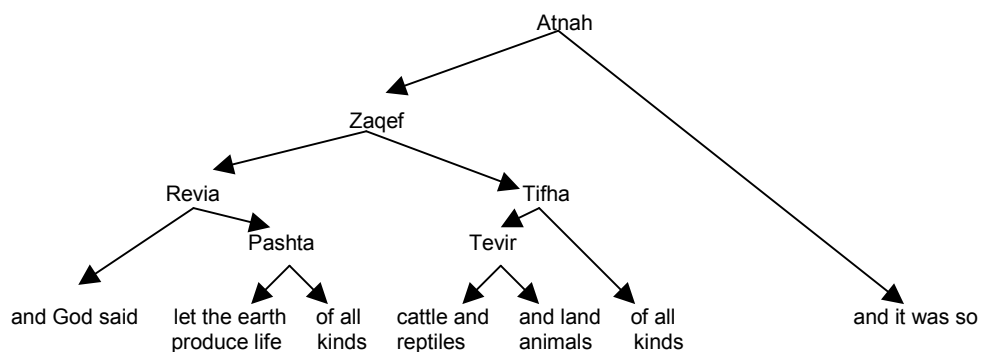 Atnah
Zaqef
Revia
Tifha
Pashta
Tevir
and God said
let the earth
produce life
of all
kinds
cattle and
reptiles
and land
animals
of all
kinds
and it was so